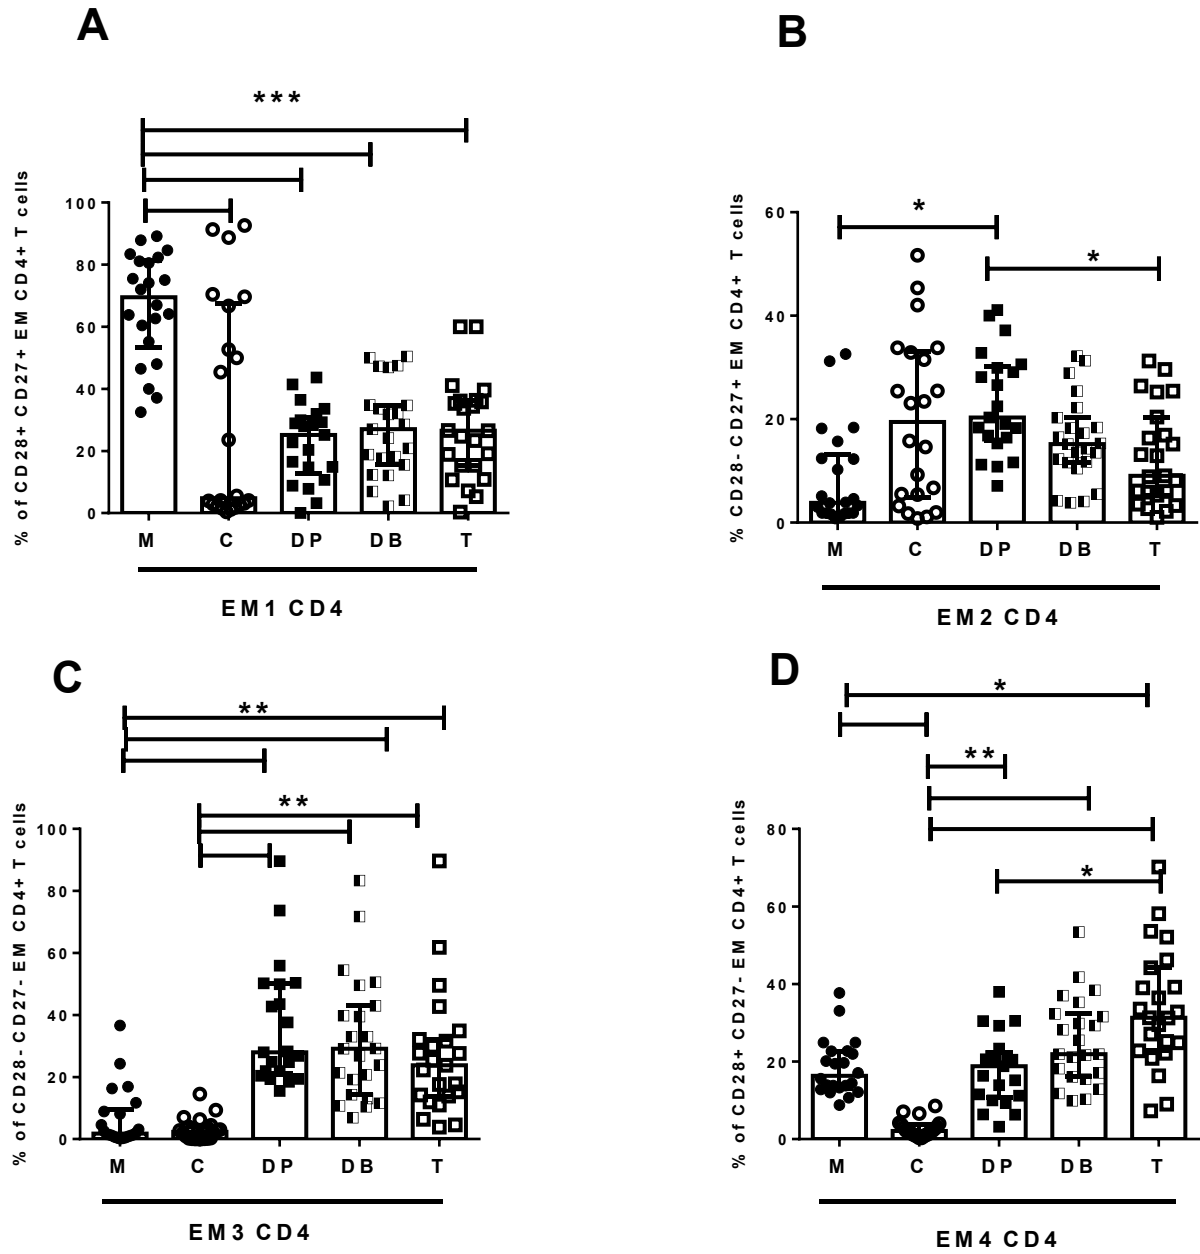 A
***
% of CD28+ CD27+ EM CD4+ T cells
100
80
60
40
20
0
M C DP DB T
EM1 CD4
B
*
*
% CD28- CD27+ EM CD4+ T cells
60
40
20
0
M C DP DB T
EM2 CD4
C
**
**
% of CD28- CD27- EM CD4+ T cells
100
80
60
40
20
0
M C DP DB T
EM3 CD4
D
*
**
*
% of CD28+ CD27- EM CD4+ T cells
80
60
40
20
0
M C DP DB T
EM4 CD4